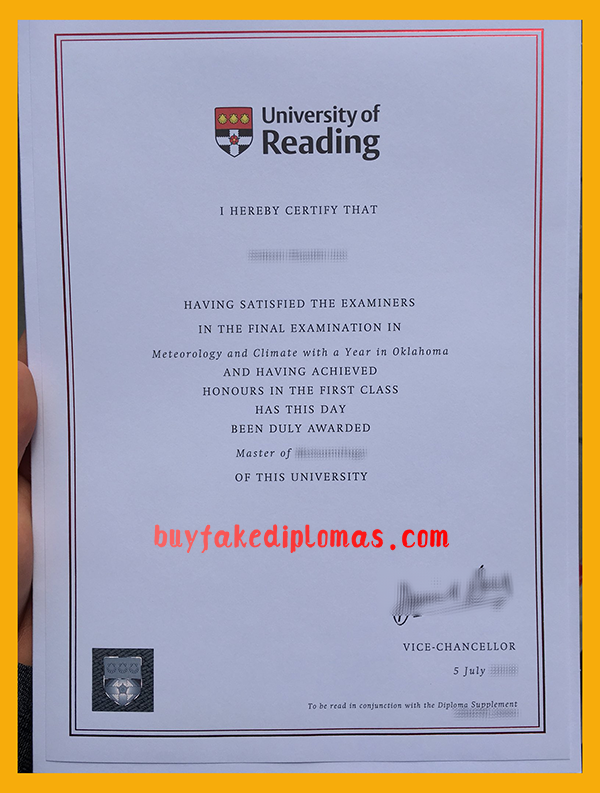 University of
Reading
I HEREBY CERTIFY THAT
HAVING SATISFIED THE EXAMINERS
IN THE FINAL EXAMINATION IN
Meteorology and Climate with a Year in Oklahoma
AND HAVING ACHIEVED
HONOURS IN THE FIRST CLASS
HAS THIS DAY
BEEN DULY AWARDED
Master of
OF THIS UNIVERSITY
buyfakediplomas.com
VICE-CHANCELLOR
5 July
To be read in conjunction with the Diploma Supplement